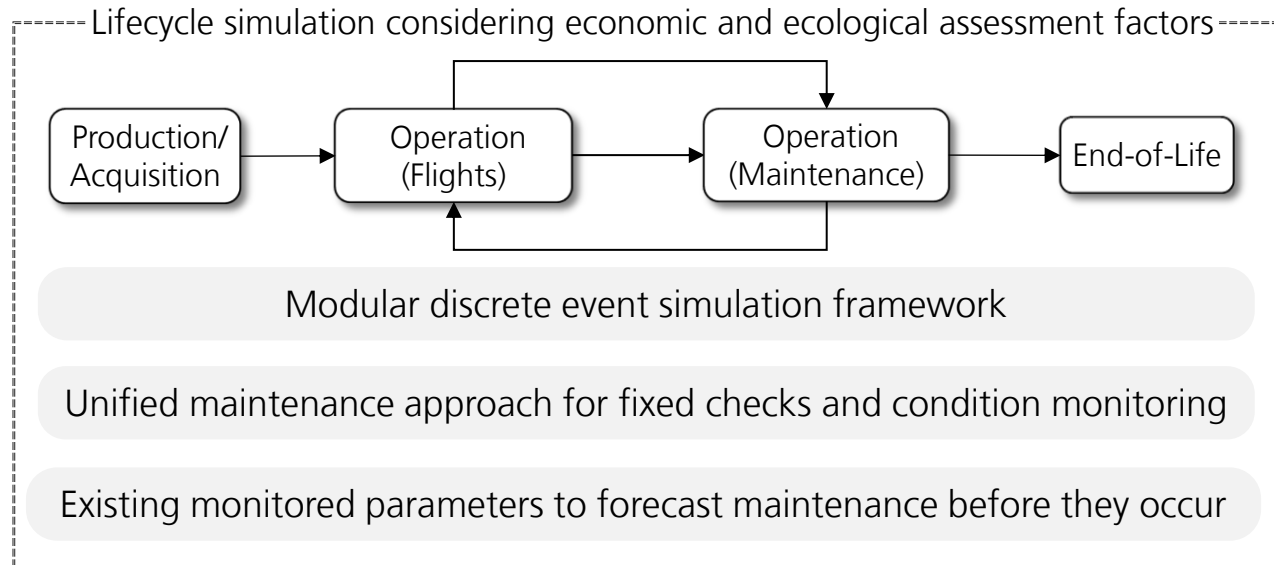 Lifecycle simulation considering economic and ecological assessment factors
Production/
Acquisition
Operation
(Flights)
Operation
(Maintenance)
End-of-Life
Modular discrete event simulation framework
Unified maintenance approach for fixed checks and condition monitoring
Existing monitored parameters to forecast maintenance before they occur